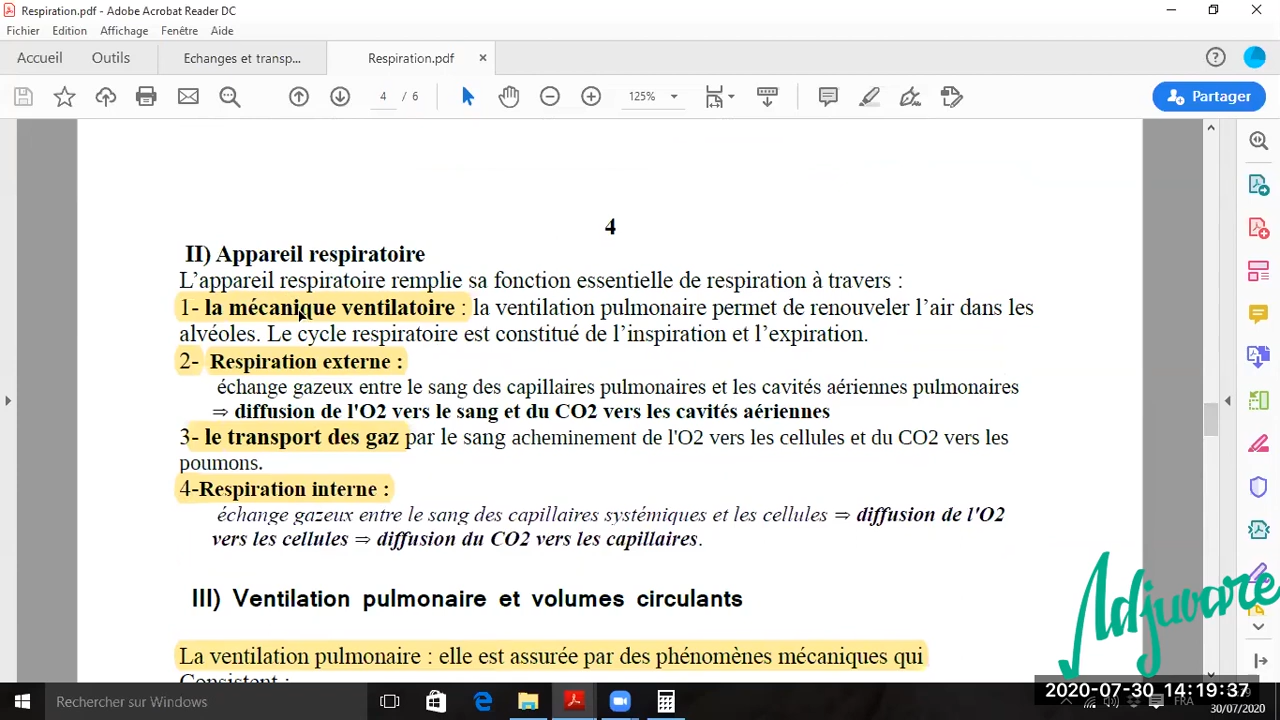 Respiration.pdf - Adobe Acrobat Reader DC
Fichier Edition Affichage Fenêtre Aide
Accueil Outils Echanges et transp... Respiration.pdf ×
4 / 6 125% Partager
4
II) Appareil respiratoire
L’appareil respiratoire remplie sa fonction essentielle de respiration à travers :
1- la mécanique ventilatoire : la ventilation pulmonaire permet de renouveler l’air dans les
alvéoles. Le cycle respiratoire est constitué de l’inspiration et l’expiration.
2- Respiration externe :
échange gazeux entre le sang des capillaires pulmonaires et les cavités aériennes pulmonaires
⇒ diffusion de l'O2 vers le sang et du CO2 vers les cavités aériennes
3- le transport des gaz par le sang acheminement de l'O2 vers les cellules et du CO2 vers les
poumons.
4-Respiration interne :
échange gazeux entre le sang des capillaires systémiques et les cellules ⇒ diffusion de l'O2
vers les cellules ⇒ diffusion du CO2 vers les capillaires.
III) Ventilation pulmonaire et volumes circulants
La ventilation pulmonaire : elle est assurée par des phénomènes mécaniques qui
Consistent :
Adjuware
2020-07-30 14:19:37
Rechercher sur Windows
FRA
30/07/2020